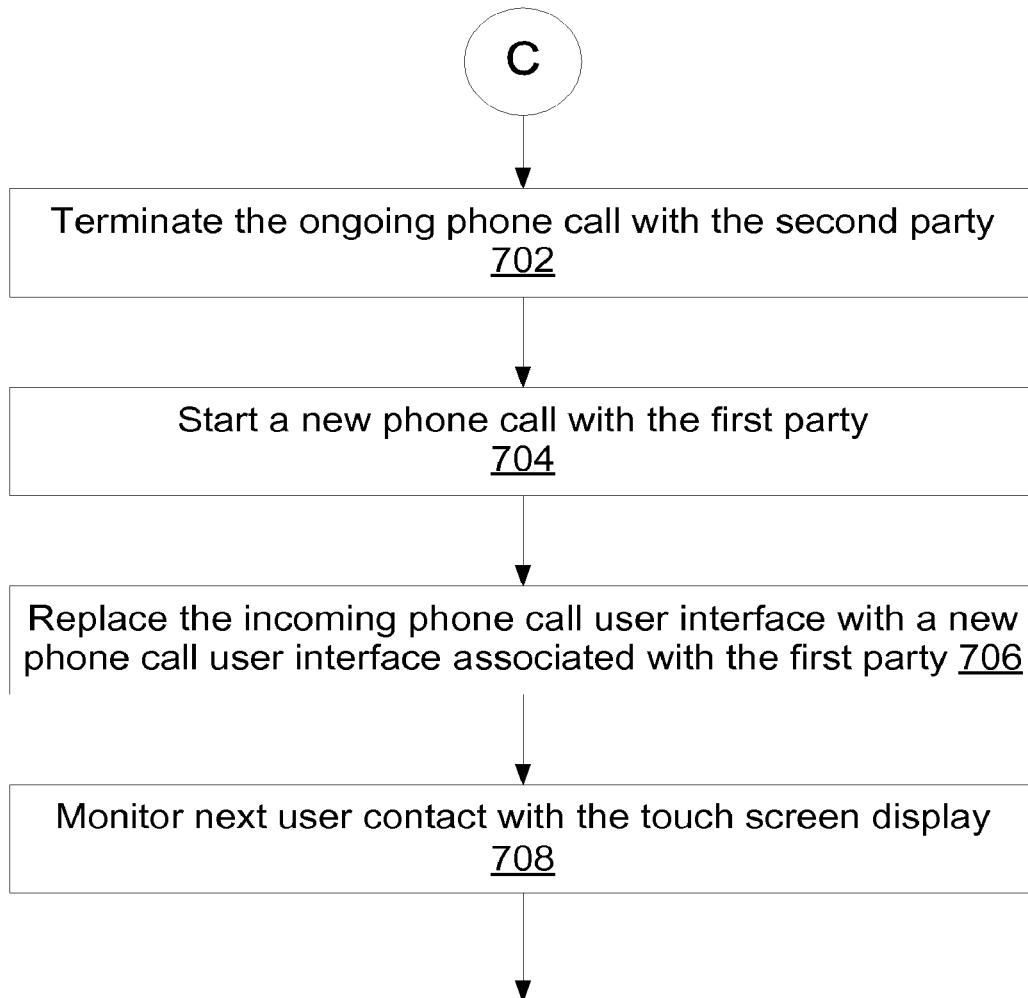 C
Terminate the ongoing phone call with the second party
702
Start a new phone call with the first party
704
Replace the incoming phone call user interface with a new
phone call user interface associated with the first party 706
Monitor next user contact with the touch screen display
708